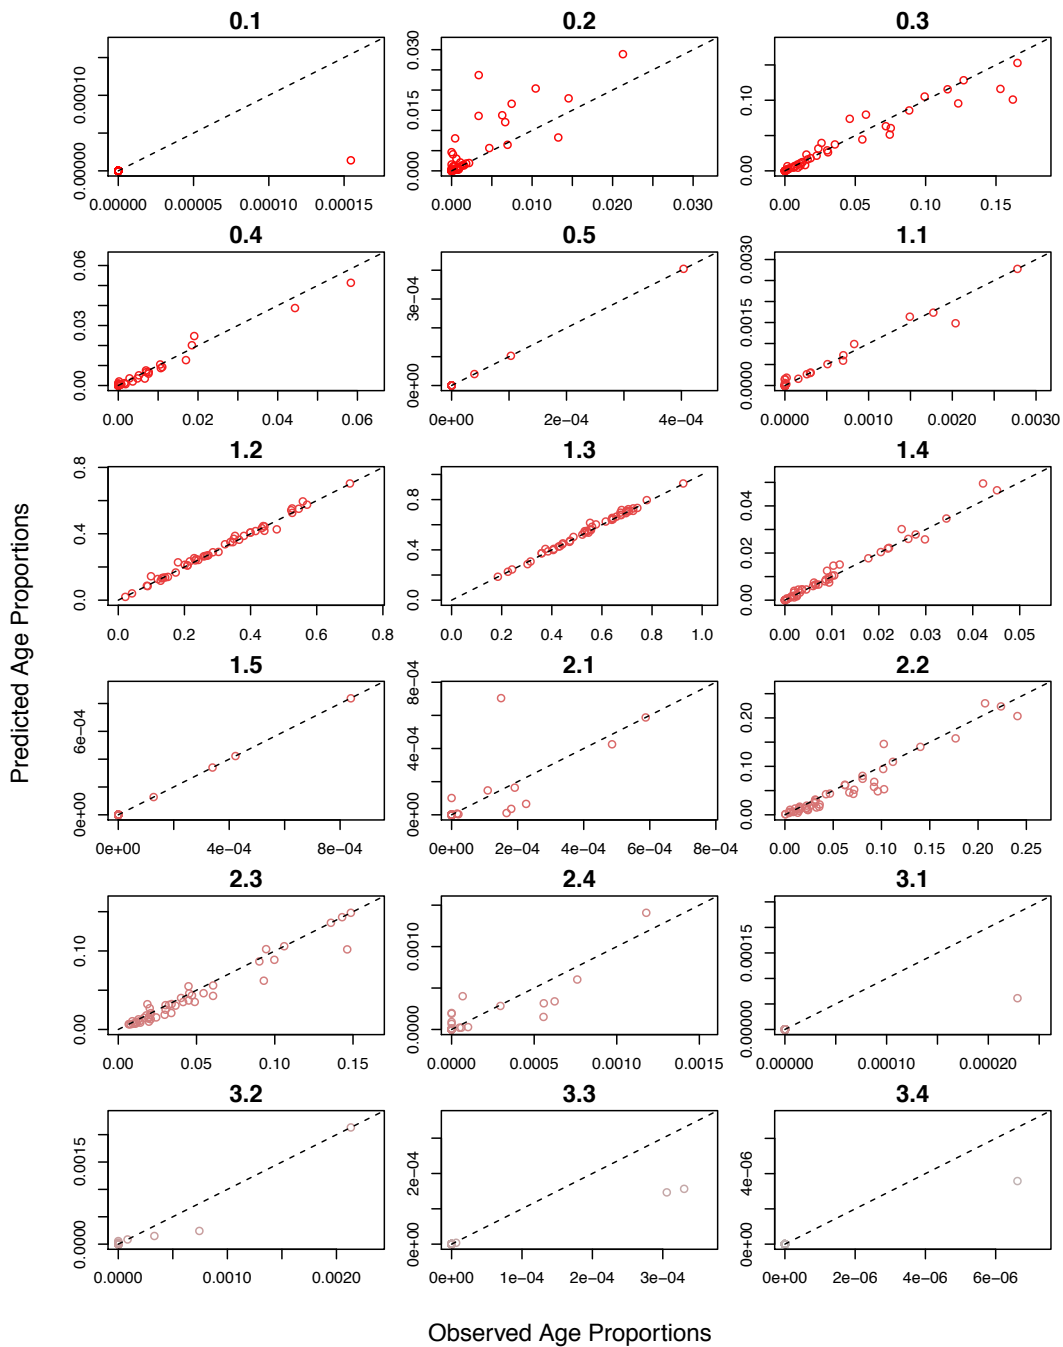 0.1 0.2 0.3
0.00000 0.00010
0.00000 0.00005 0.00010 0.00015
0.000 0.015 0.030
0.000 0.010 0.020 0.030
0.00 0.10
0.00 0.05 0.10 0.15
0.4 0.5 1.1
0.00 0.03 0.06
0.00 0.02 0.04 0.06
0e+00 3e−04
0e+00 2e−04 4e−04
0.0000 0.0015 0.0030
0.0000 0.0010 0.0020 0.0030
1.2 1.3 1.4
0.0 0.4 0.8
0.0 0.2 0.4 0.6 0.8
0.0 0.4 0.8
0.0 0.2 0.4 0.6 0.8 1.0
0.00 0.02 0.04
0.00 0.01 0.02 0.03 0.04 0.05
Predicted Age Proportions
1.5 2.1 2.2
0e+00 6e−04
0e+00 4e−04 8e−04
0e+00 4e−04 8e−04
0e+00 2e−04 4e−04 6e−04 8e−04
0.00 0.10 0.20
0.00 0.05 0.10 0.15 0.20 0.25
2.3 2.4 3.1
0.00 0.10
0.00 0.05 0.10 0.15
0.0000 0.0010
0.0000 0.0005 0.0010 0.0015
0.00000 0.00015
0.00000 0.00010 0.00020
3.2 3.3 3.4
0.0000 0.0015
0.0000 0.0010 0.0020
0e+00 2e−04
0e+00 1e−04 2e−04 3e−04
0e+00 4e−06
0e+00 2e−06 4e−06 6e−06
Observed Age Proportions